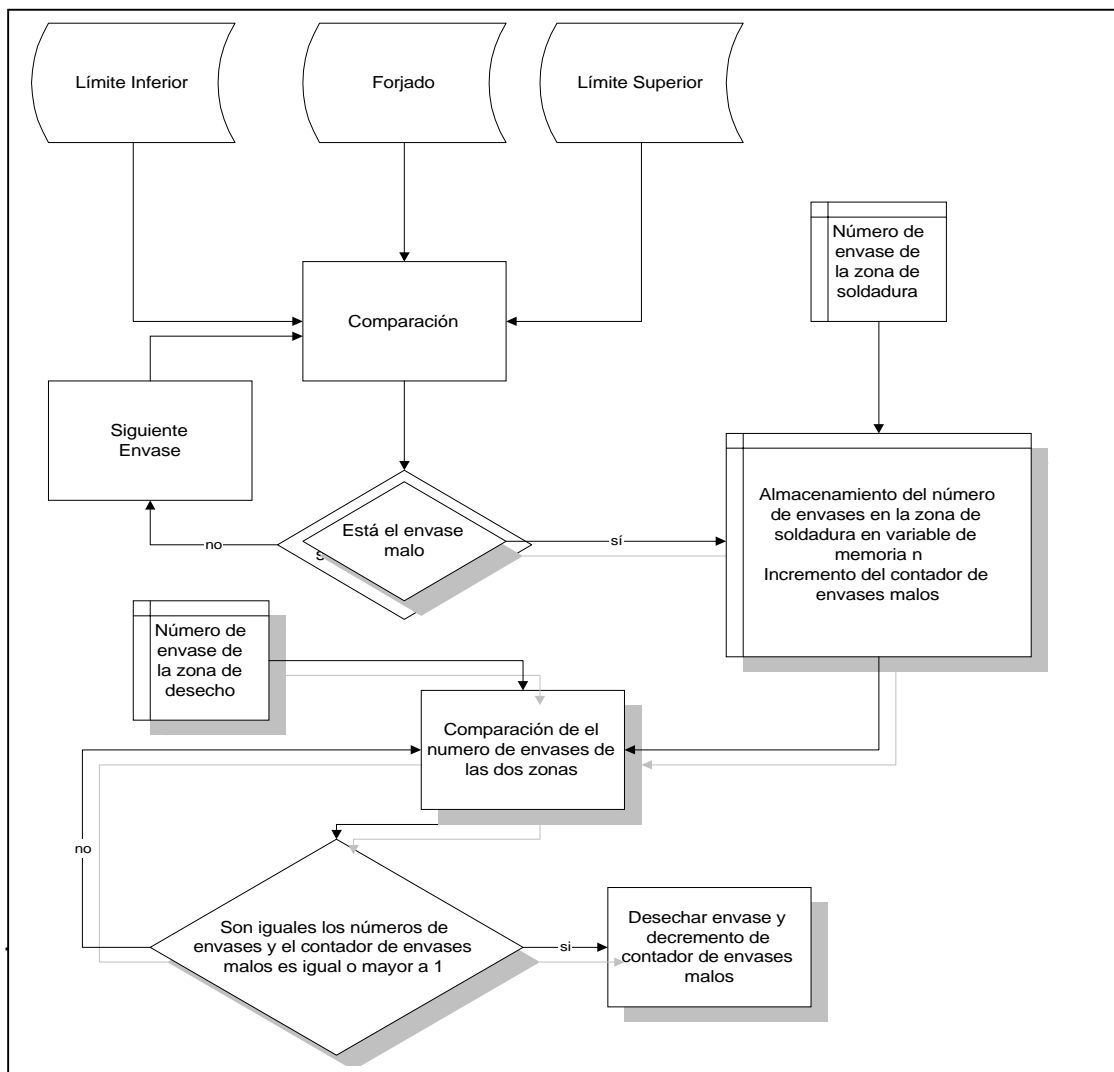 Límite Inferior
Forjado
Límite Superior
Número de
envase de
la zona de
soldadura
Comparación
Siguiente
Envase
Está el envase
malo
no
sí
Almacenamiento del número
de envases en la zona de
soldadura en variable de
memoria n
Incremento del contador de
envases malos
Número de
envase de
la zona de
desecho
Comparación de el
numero de envases de
las dos zonas
no
Son iguales los números de
envases y el contador de envases
malos es igual o mayor a 1
si
Desechar envase y
decremento de
contador de envases
malos